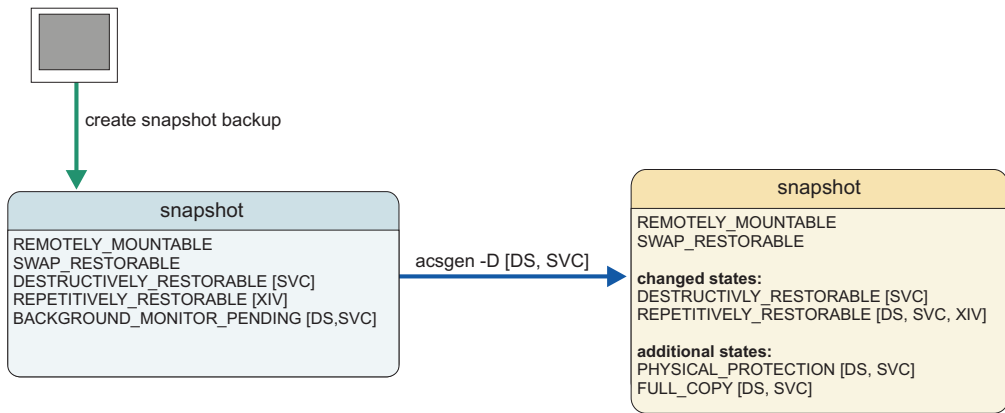 create snapshot backup
snapshot
REMOTELY_MOUNTABLE
SWAP_RESTORABLE
DESTRUCTIVELY_RESTORABLE [SVC]
REPETITIVELY_RESTORABLE [XIV]
BACKGROUND_MONITOR_PENDING [DS,SVC]
acsgen -D [DS, SVC]
snapshot
REMOTELY_MOUNTABLE
SWAP_RESTORABLE
changed states:
DESTRUCTIVLY_RESTORABLE [SVC]
REPETITIVELY_RESTORABLE [DS, SVC, XIV]
additional states:
PHYSICAL_PROTECTION [DS, SVC]
FULL_COPY [DS, SVC]